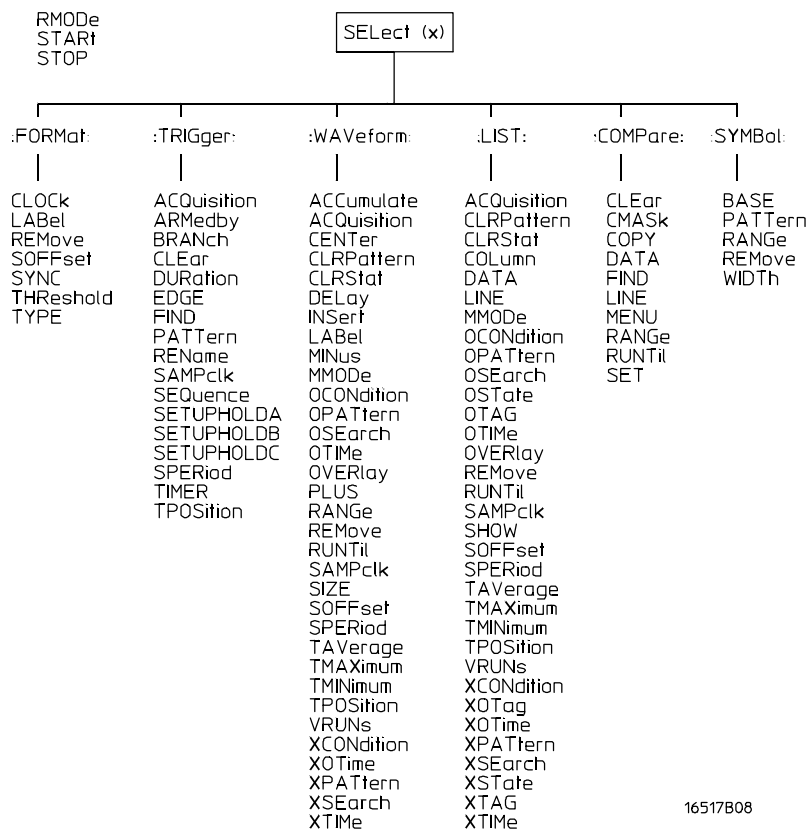 RMODe
STARt
STOP
SELect (x)
:FORMat:
CLOCk
LABel
REMove
SOFFset
SYNC
THReshold
TYPE
:TRIGger:
ACQuisition
ARMedby
BRANch
CLEar
DURation
EDGE
FIND
PATTern
REName
SAMPclk
SEQuence
SETUPHOLDA
SETUPHOLDB
SETUPHOLDC
SPERiod
TIMER
TPOSition
:WAVeform:
ACCumulate
ACQuisition
CENTer
CLRPattern
CLRStat
DELay
INSert
LABel
MINus
MMODe
OCONdition
OPATtern
OSEarch
OTIMe
OVERlay
PLUS
RANGe
REMove
RUNTil
SAMPclk
SIZE
SOFFset
SPERiod
TAVerage
TMAXimum
TMINimum
TPOSition
VRUNs
XCONdition
XOTime
XPATtern
XSEarch
XTIMe
:LIST:
ACQuisition
CLRPattern
CLRStat
COLumn
DATA
LINE
MMODe
OCONdition
OPATtern
OSEarch
OSTate
OTAG
OTIMe
OVERlay
REMove
RUNTil
SAMPclk
SHOW
SOFFset
SPERiod
TAVerage
TMAXimum
TMINimum
TPOSition
VRUNs
XCONdition
XOTag
XOTime
XPATtern
XSEarch
XSTate
XTAG
XTIMe
:COMPare:
CLEar
CMASk
COPY
DATA
FIND
LINE
MENU
RANGe
RUNTil
SET
:SYMBol:
BASE
PATTern
RANGe
REMove
WIDTh
16517B08